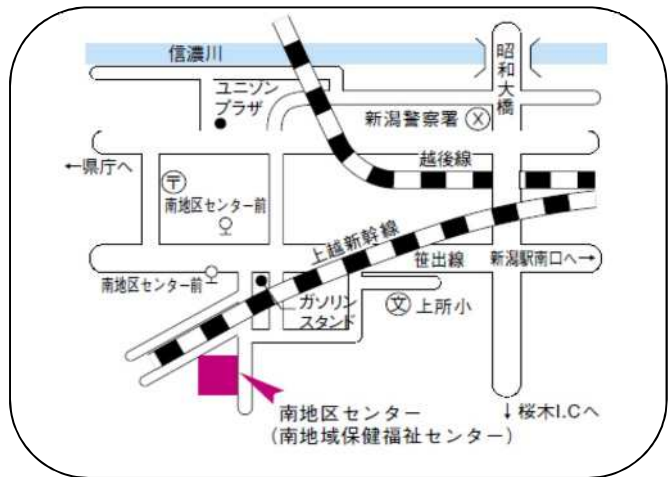 信濃川
昭和大橋
ユニゾン
プラザ
新潟警察署
越後線
←県庁へ
〒
南地区センター前
上越新幹線
笹出線
新潟駅南口へ→
南地区センター前
ガソリン
スタンド
文
上所小
↓桜木I.Cへ
南地区センター
(南地域保健福祉センター)